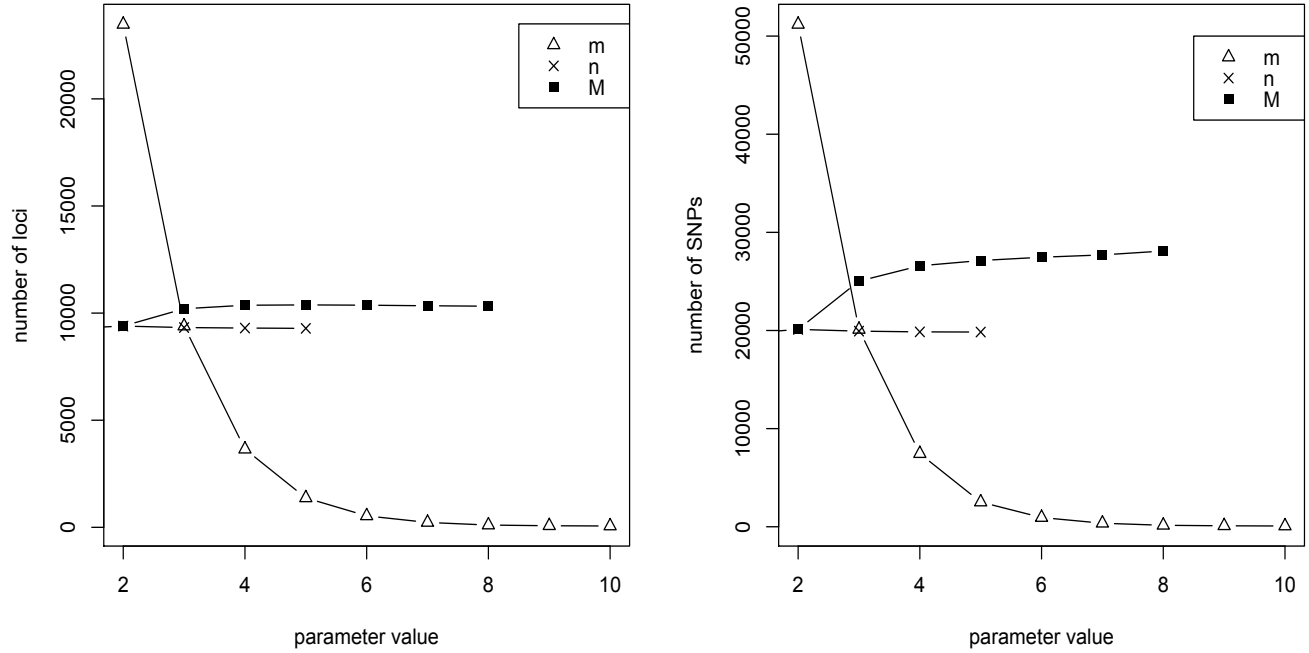 number of loci
0
5000
10000
15000
20000
2
4
6
8
10
parameter value
m
n
M
number of SNPs
0
10000
20000
30000
40000
50000
2
4
6
8
10
parameter value
m
n
M